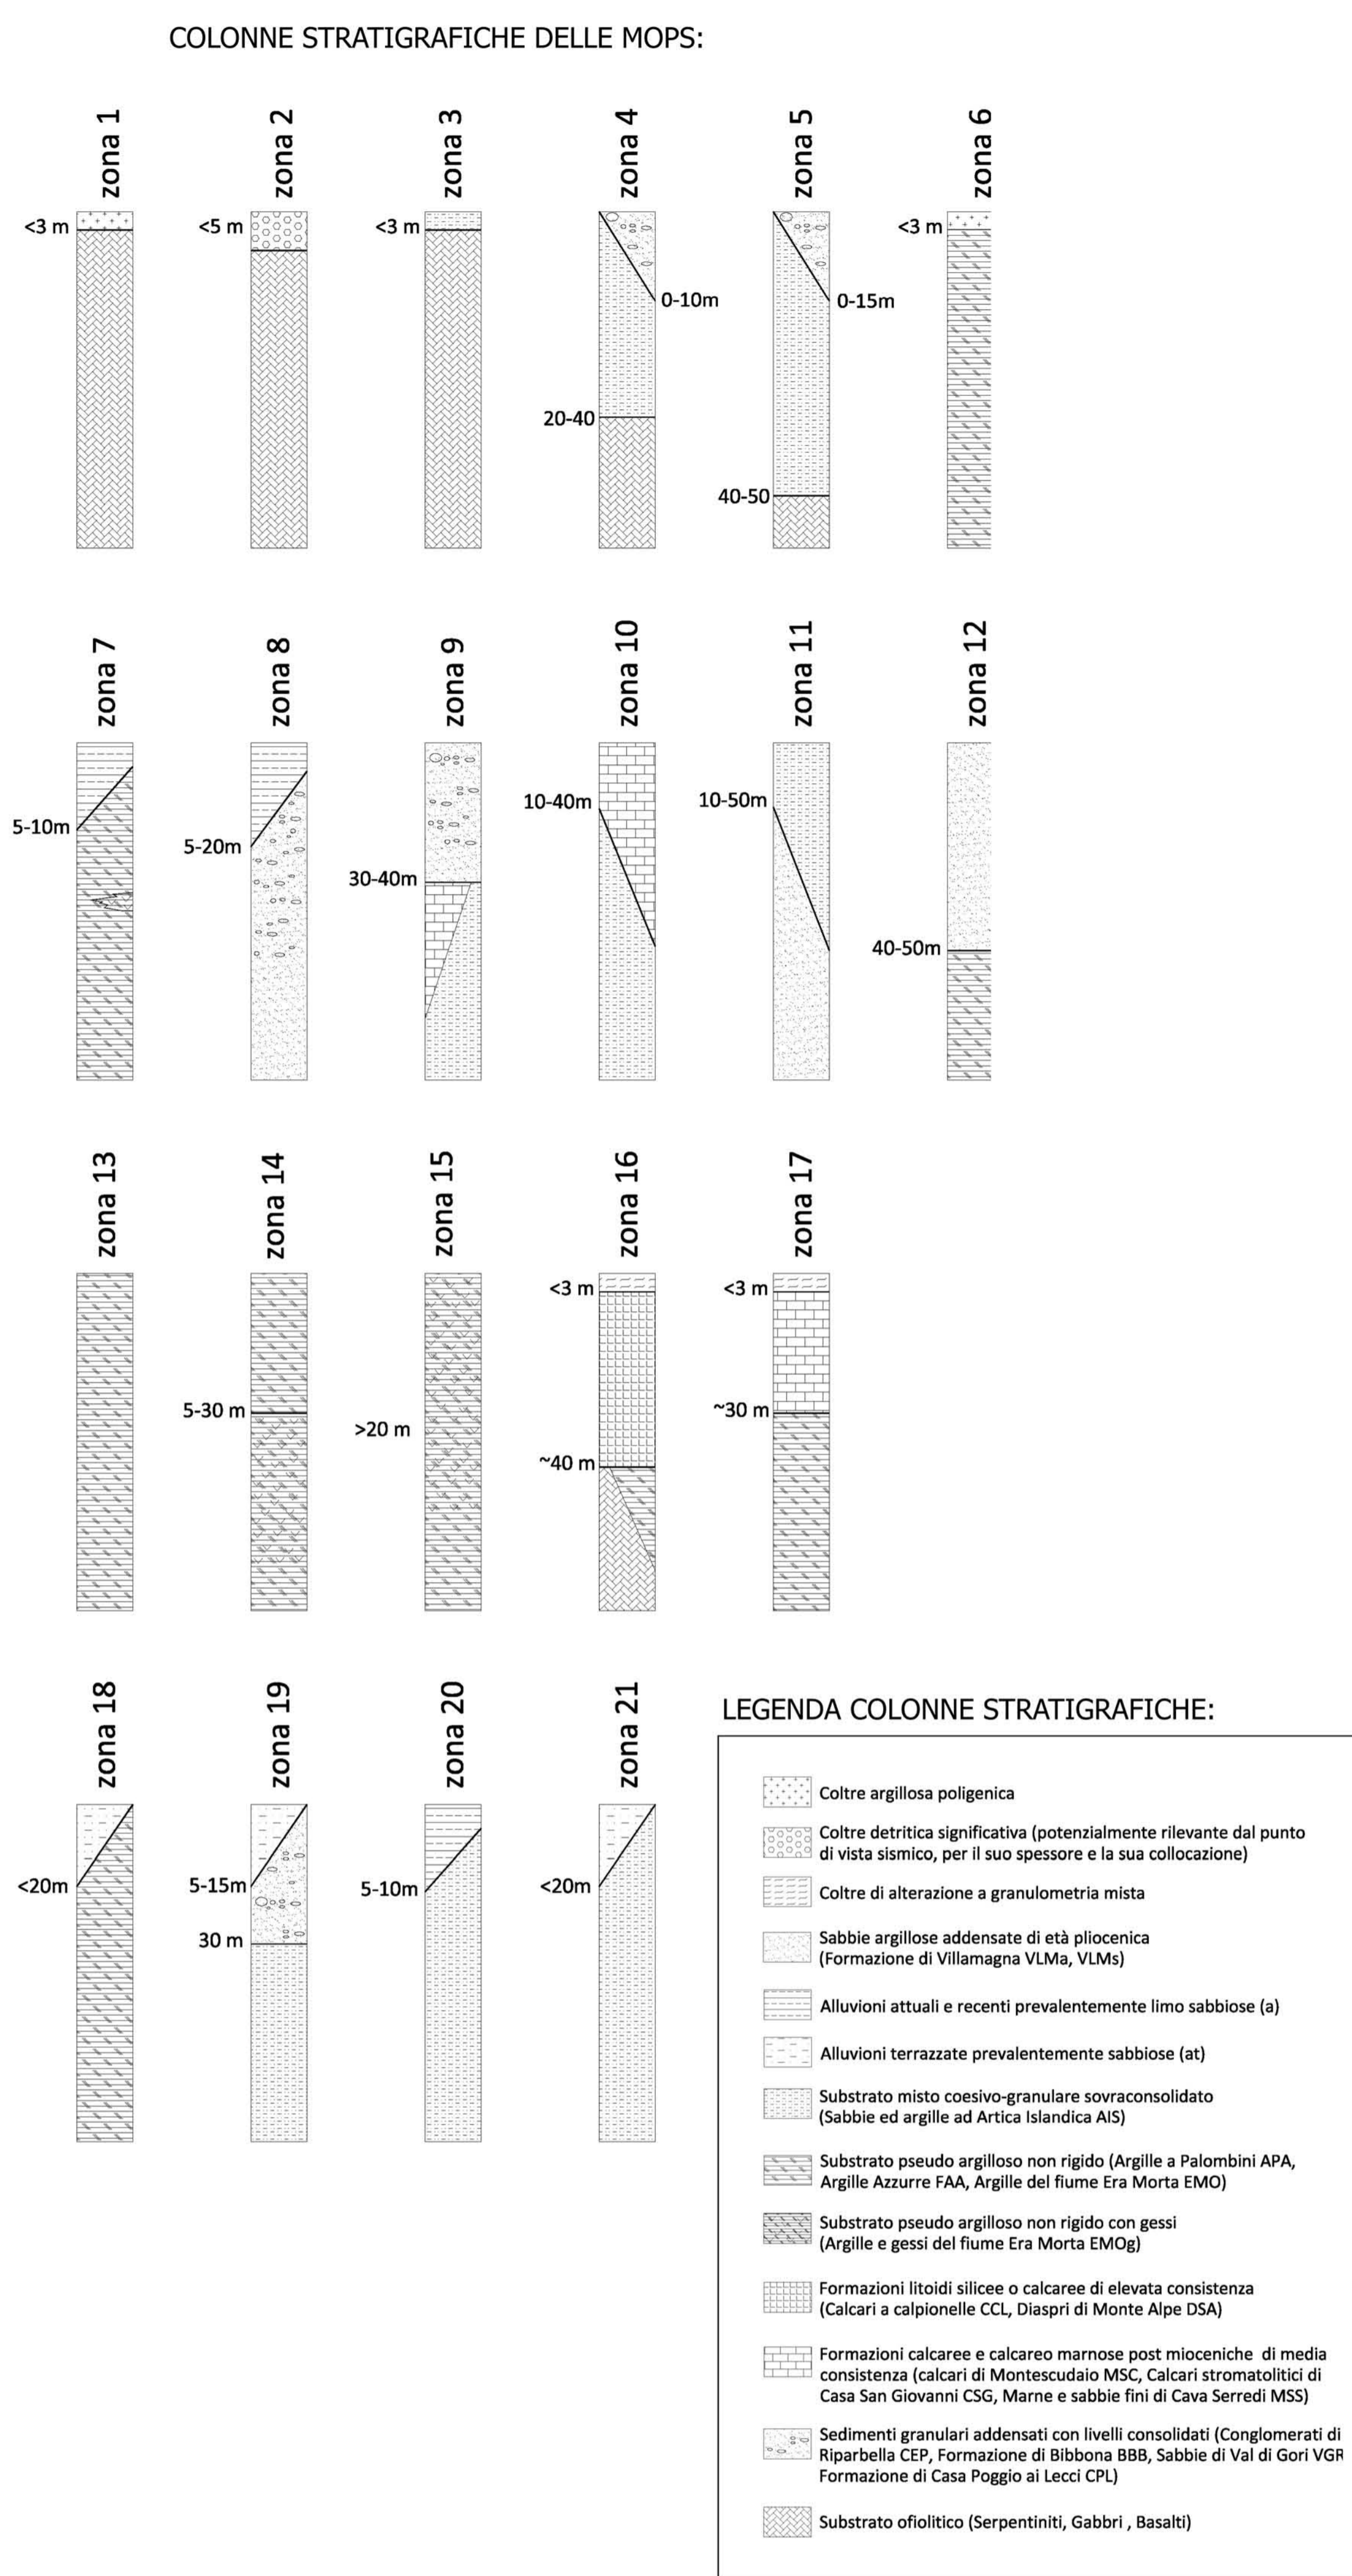 COLONNE STRATIGRAFICHE DELLE MOPS:
zona 1
zona 2
zona 3
zona 4
zona 5
zona 6
<3 m
<5 m
<3 m
0-10m
20-40
0-15m
40-50
<3 m
zona 7
zona 8
zona 9
zona 10
zona 11
zona 12
5-10m
5-20m
30-40m
10-40m
10-50m
40-50m
zona 13
zona 14
zona 15
zona 16
zona 17
5-30 m
>20 m
<3 m
~40 m
<3 m
~30 m
zona 18
zona 19
zona 20
zona 21
<20m
5-15m
30 m
5-10m
<20m
LEGENDA COLONNE STRATIGRAFICHE:
Coltre argillosa poligenica
Coltre detritica significativa (potenzialmente rilevante dal punto
di vista sismico, per il suo spessore e la sua collocazione)
Coltre di alterazione a granulometria mista
Sabbie argillose addensate di età pliocenica
(Formazione di Villamagna VLMa, VLMs)
Alluvioni attuali e recenti prevalentemente limo sabbiose (a)
Alluvioni terrazzate prevalentemente sabbiose (at)
Substrato misto coesivo-granulare sovraconsolidato
(Sabbie ed argille ad Artica Islandica AIS)
Substrato pseudo argilloso non rigido (Argille a Palombini APA,
Argille Azzurre FAA, Argille del fiume Era Morta EMO)
Substrato pseudo argilloso non rigido con gessi
(Argille e gessi del fiume Era Morta EMOg)
Formazioni litoidi silicee o calcaree di elevata consistenza
(Calcari a calpionelle CCL, Diaspri di Monte Alpe DSA)
Formazioni calcaree e calcareo marnose post mioceniche di media
consistenza (calcari di Montescudaio MSC, Calcari stromatolitici di
Casa San Giovanni CSG, Marne e sabbie fini di Cava Serredi MSS)
Sedimenti granulari addensati con livelli consolidati (Conglomerati di
Riparbella CEP, Formazione di Bibbona BBB, Sabbie di Val di Gori VGR
Formazione di Casa Poggio ai Lecci CPL)
Substrato ofiolitico (Serpentiniti, Gabbri , Basalti)